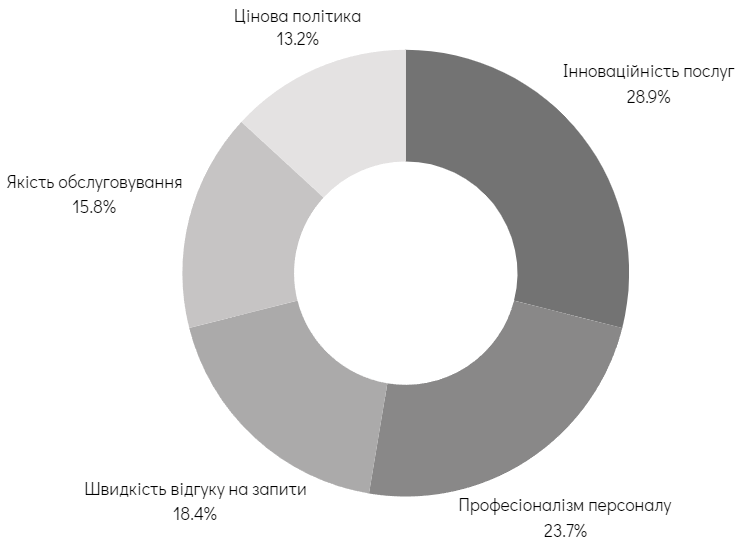 Цінова політика
13.2%
Інноваційність послуг
28.9%
Якість обслуговування
15.8%
Швидкість відгуку на запити
18.4%
Професіоналізм персоналу
23.7%